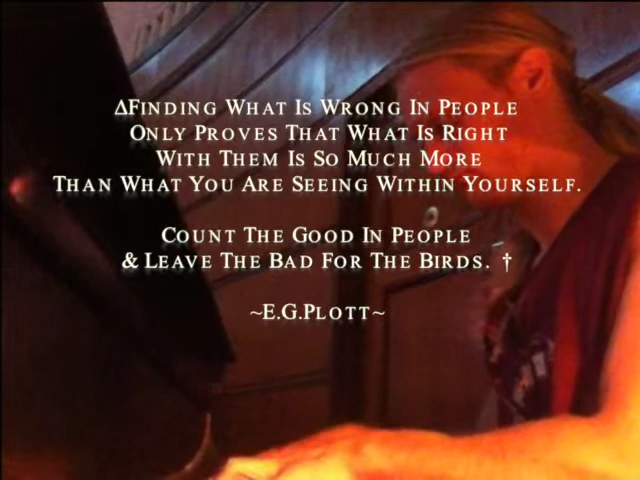 ΔFINDING WHAT IS WRONG IN PEOPLE
ONLY PROVES THAT WHAT IS RIGHT
WITH THEM IS SO MUCH MORE
THAN WHAT YOU ARE SEEING WITHIN YOURSELF.
COUNT THE GOOD IN PEOPLE
& LEAVE THE BAD FOR THE BIRDS. †
~E.G.PLOTT~